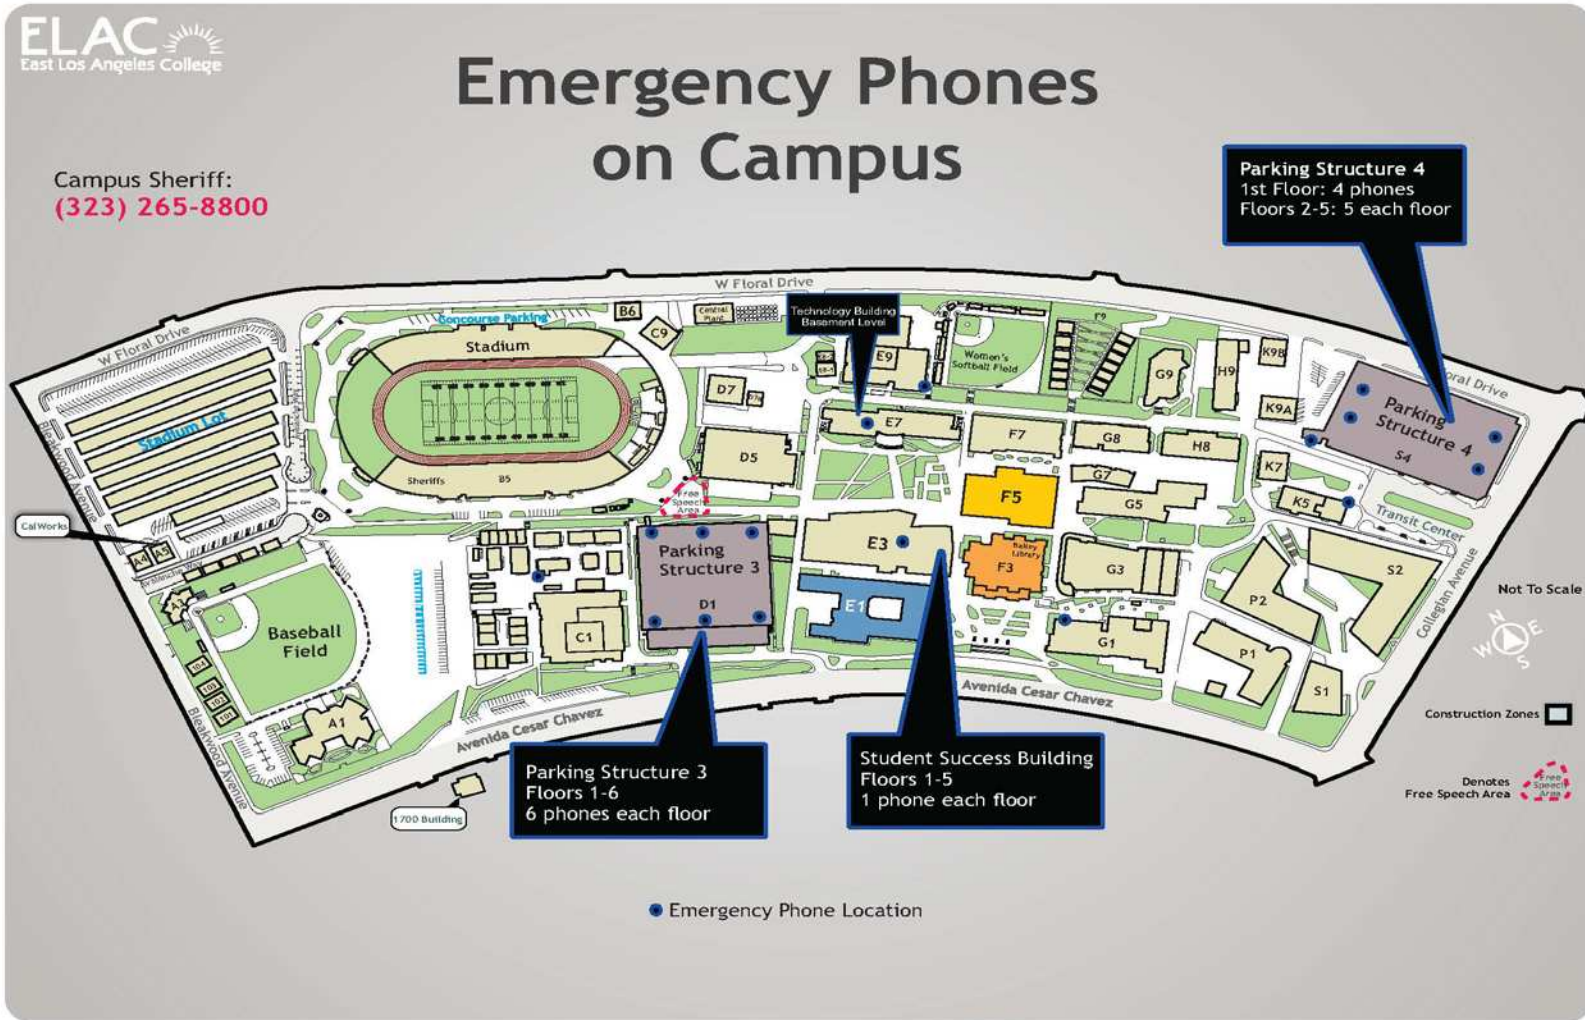 ELAC
East Los Angeles College
Emergency Phones
on Campus
Campus Sheriff:
(323) 265-8800
Parking Structure 4
1st Floor: 4 phones
Floors 2-5: 5 each floor
W Floral Drive
W Floral Drive
Floral Drive
Concourse Parking
Stadium
B6
C9
Central
Plant
Technology Building
Basement Level
E9
Women's
Softball Field
F9
G9
H9
K9B
K9A
Parking
Structure 4
S4
Stadium Lot
Bleakwood Avenue
D7
D5
E7
F7
G8
H8
K7
G7
F5
G5
K5
Transit Center
Sheriffs
B5
Free
Speech
Area
CalWorks
A4
A5
Parking
Structure 3
D1
E3
Bailey
Library
F3
G3
P2
S2
Collegian Avenue
Not To Scale
N
E
W
S
Baseball
Field
C1
E1
G1
P1
S1
104
103
102
101
A1
Bleakwood Avenue
Avenida Cesar Chavez
Avenida Cesar Chavez
Construction Zones
Denotes
Free Speech Area
Free
Speech
Area
1700 Building
Parking Structure 3
Floors 1-6
6 phones each floor
Student Success Building
Floors 1-5
1 phone each floor
Emergency Phone Location